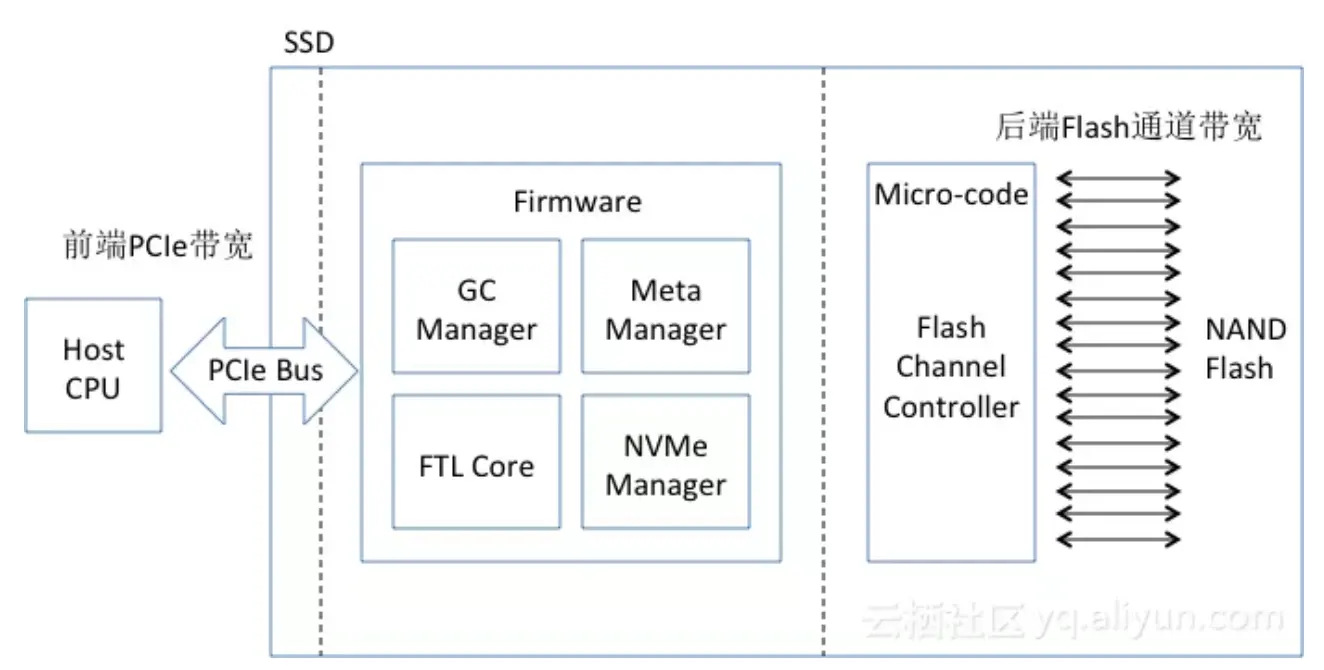 SSD
后端Flash通道带宽
前端PCIe带宽
Host
CPU
PCIe Bus
Firmware
GC
Manager
Meta
Manager
FTL Core
NVMe
Manager
Micro-code
Flash
Channel
Controller
NAND
Flash
云栖社区 yq.aliyun.com